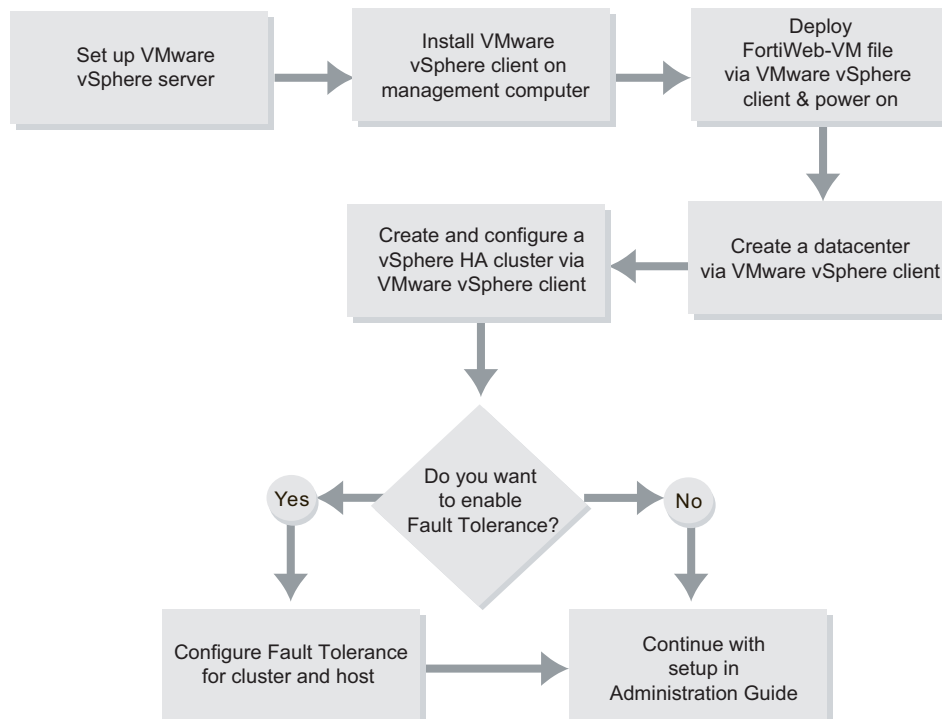 Set up VMware
vSphere server
Install VMware
vSphere client on
management computer
Deploy
FortiWeb-VM file
via VMware vSphere
client & power on
Create a datacenter
via VMware vSphere client
Create and configure a
vSphere HA cluster via
VMware vSphere client
Do you want
to enable
Fault Tolerance?
Yes
No
Configure Fault Tolerance
for cluster and host
Continue with
setup in
Administration Guide